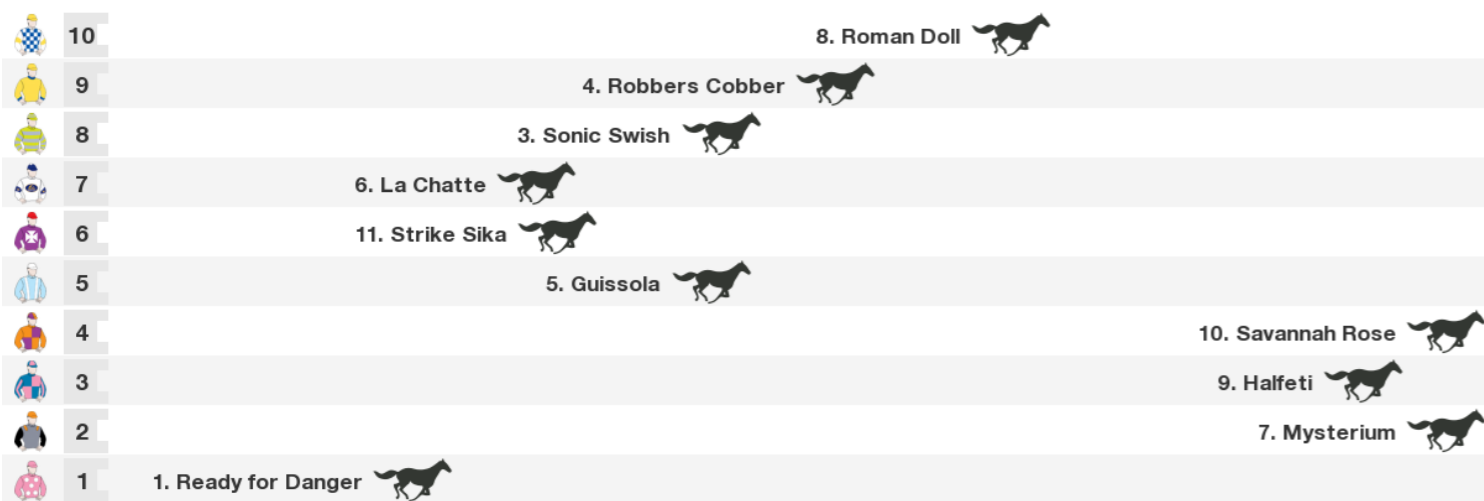 10 8. Roman Doll
9 4. Robbers Cobber
8 3. Sonic Swish
7 6. La Chatte
6 11. Strike Sika
5 5. Guissola
4 10. Savannah Rose
3 9. Halfeti
2 7. Mysterium
1 1. Ready for Danger